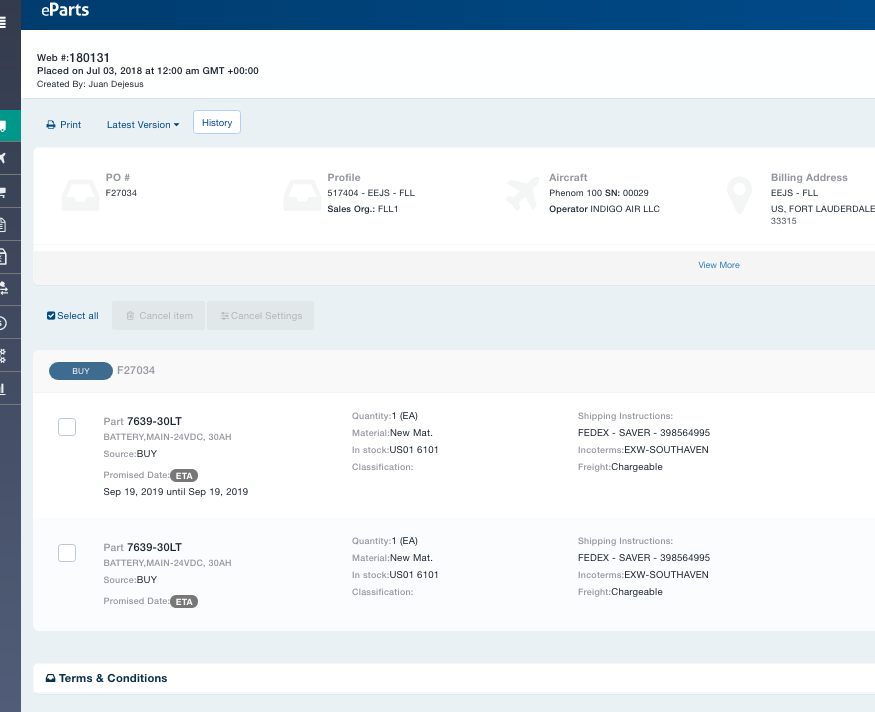 eParts
Web #:180131
Placed on Jul 03, 2018 at 12:00 am GMT +00:00
Created By: Juan Dejesus
Print
Latest Version
History
PO #
F27034
Profile
517404 - EEJS - FLL
Sales Org.: FLL1
Aircraft
Phenom 100 SN: 00029
Operator INDIGO AIR LLC
Billing Address
EEJS - FLL
US, FORT LAUDERDALE
33315
View More
Select all
Cancel item
Cancel Settings
BUY F27034
Part 7639-30LT
BATTERY,MAIN-24VDC, 30AH
Source:BUY
Promised Date: ETA
Sep 19, 2019 until Sep 19, 2019
Quantity:1 (EA)
Material:New Mat.
In stock:US01 6101
Classification:
Shipping Instructions:
FEDEX - SAVER - 398564995
Incoterms:EXW-SOUTHAVEN
Freight:Chargeable
Part 7639-30LT
BATTERY,MAIN-24VDC, 30AH
Source:BUY
Promised Date: ETA
Quantity:1 (EA)
Material:New Mat.
In stock:US01 6101
Classification:
Shipping Instructions:
FEDEX - SAVER - 398564995
Incoterms:EXW-SOUTHAVEN
Freight:Chargeable
Terms & Conditions